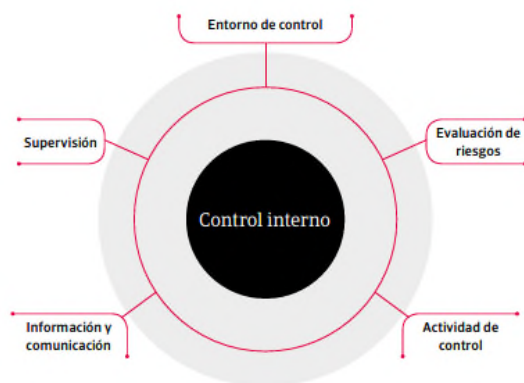 Entorno de control
Supervisión
Evaluación de
riesgos
Control interno
Información y
comunicación
Actividad de
control